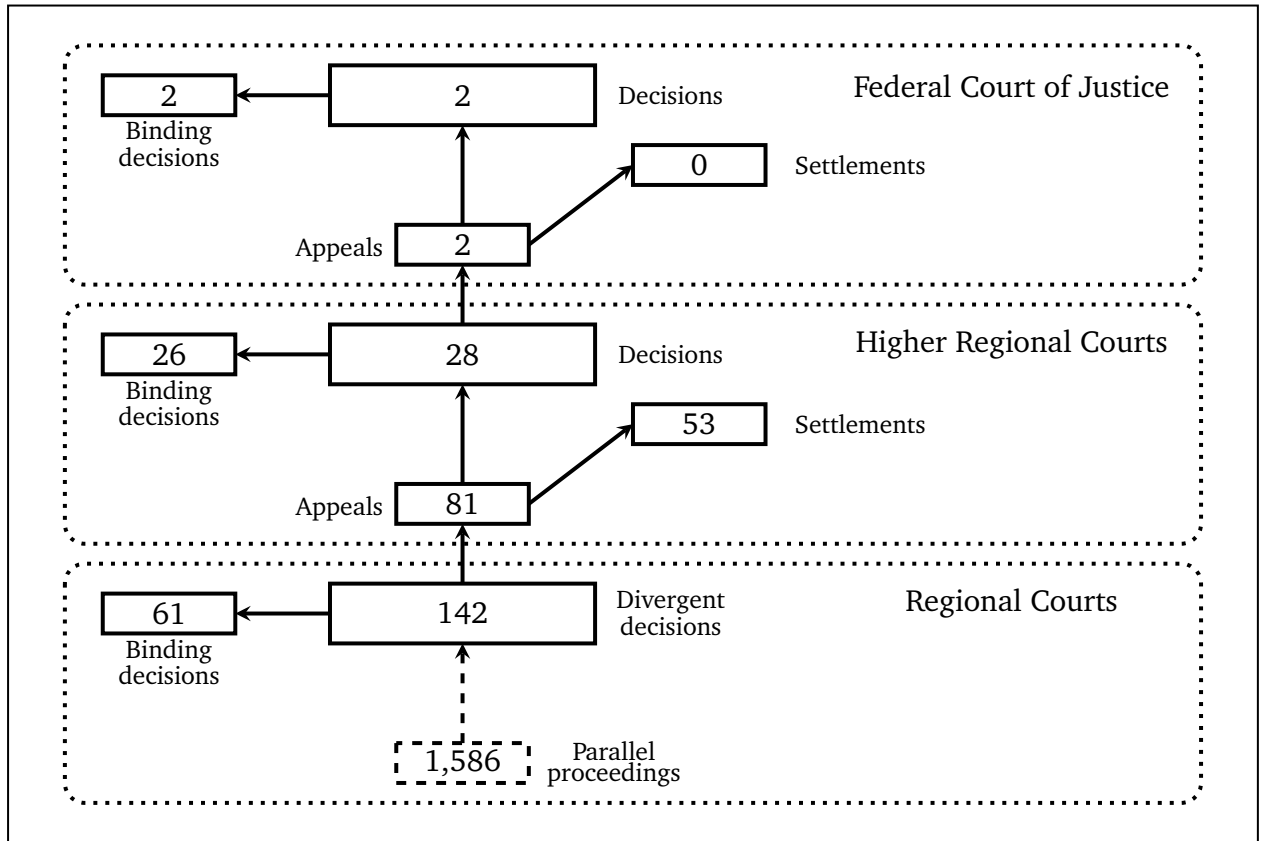 Federal Court of Justice
2
2
Decisions
Binding
decisions
0
Settlements
Appeals
2
Higher Regional Courts
26
28
Decisions
Binding
decisions
53
Settlements
Appeals
81
Regional Courts
61
142
Divergent
decisions
Binding
decisions
1,586
Parallel
proceedings